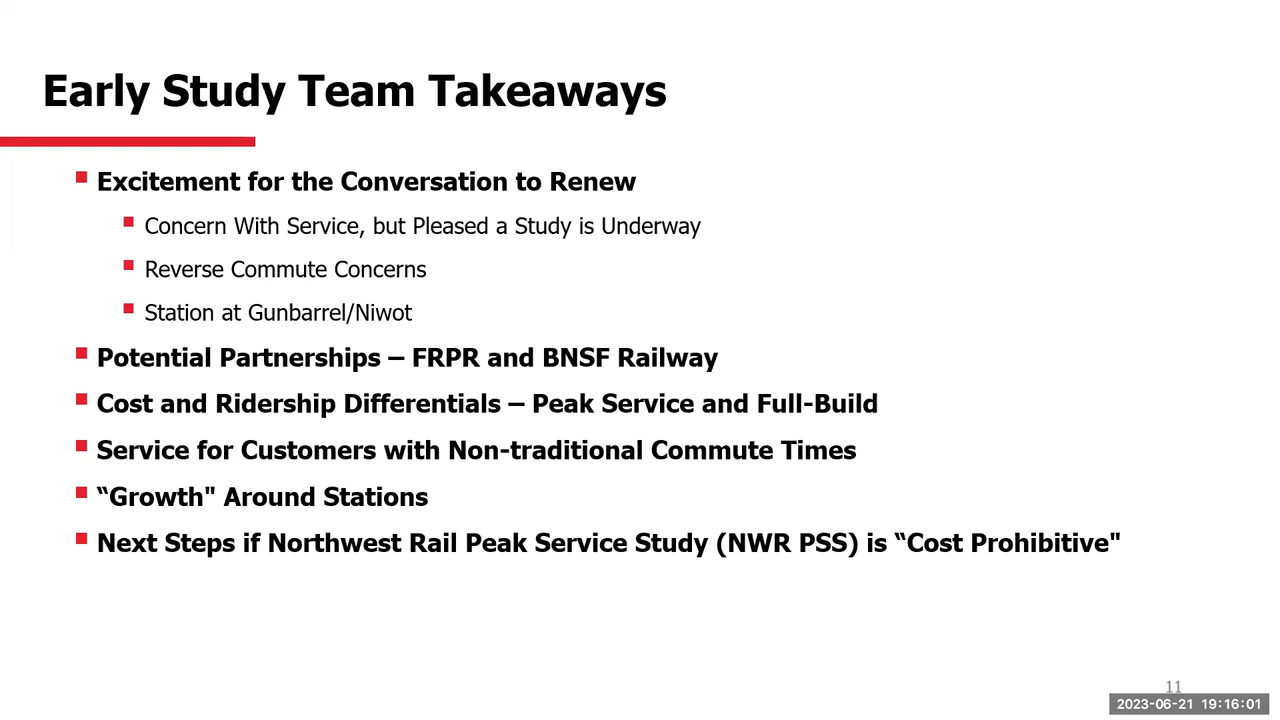 Early Study Team Takeaways
Excitement for the Conversation to Renew
Concern With Service, but Pleased a Study is Underway
Reverse Commute Concerns
Station at Gunbarrel/Niwot
Potential Partnerships – FRPR and BNSF Railway
Cost and Ridership Differentials – Peak Service and Full-Build
Service for Customers with Non-traditional Commute Times
“Growth" Around Stations
Next Steps if Northwest Rail Peak Service Study (NWR PSS) is “Cost Prohibitive"
11
2023-06-21 19:16:01